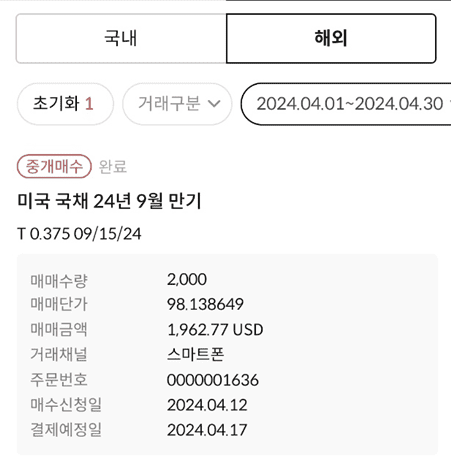 국내 해외
초기화 1 거래구분 2024.04.01~2024.04.30
중개매수 완료
미국 국채 24년 9월 만기
T 0.375 09/15/24
매매수량 2,000
매매단가 98.138649
매매금액 1,962.77 USD
거래채널 스마트폰
주문번호 0000001636
매수신청일 2024.04.12
결제예정일 2024.04.17